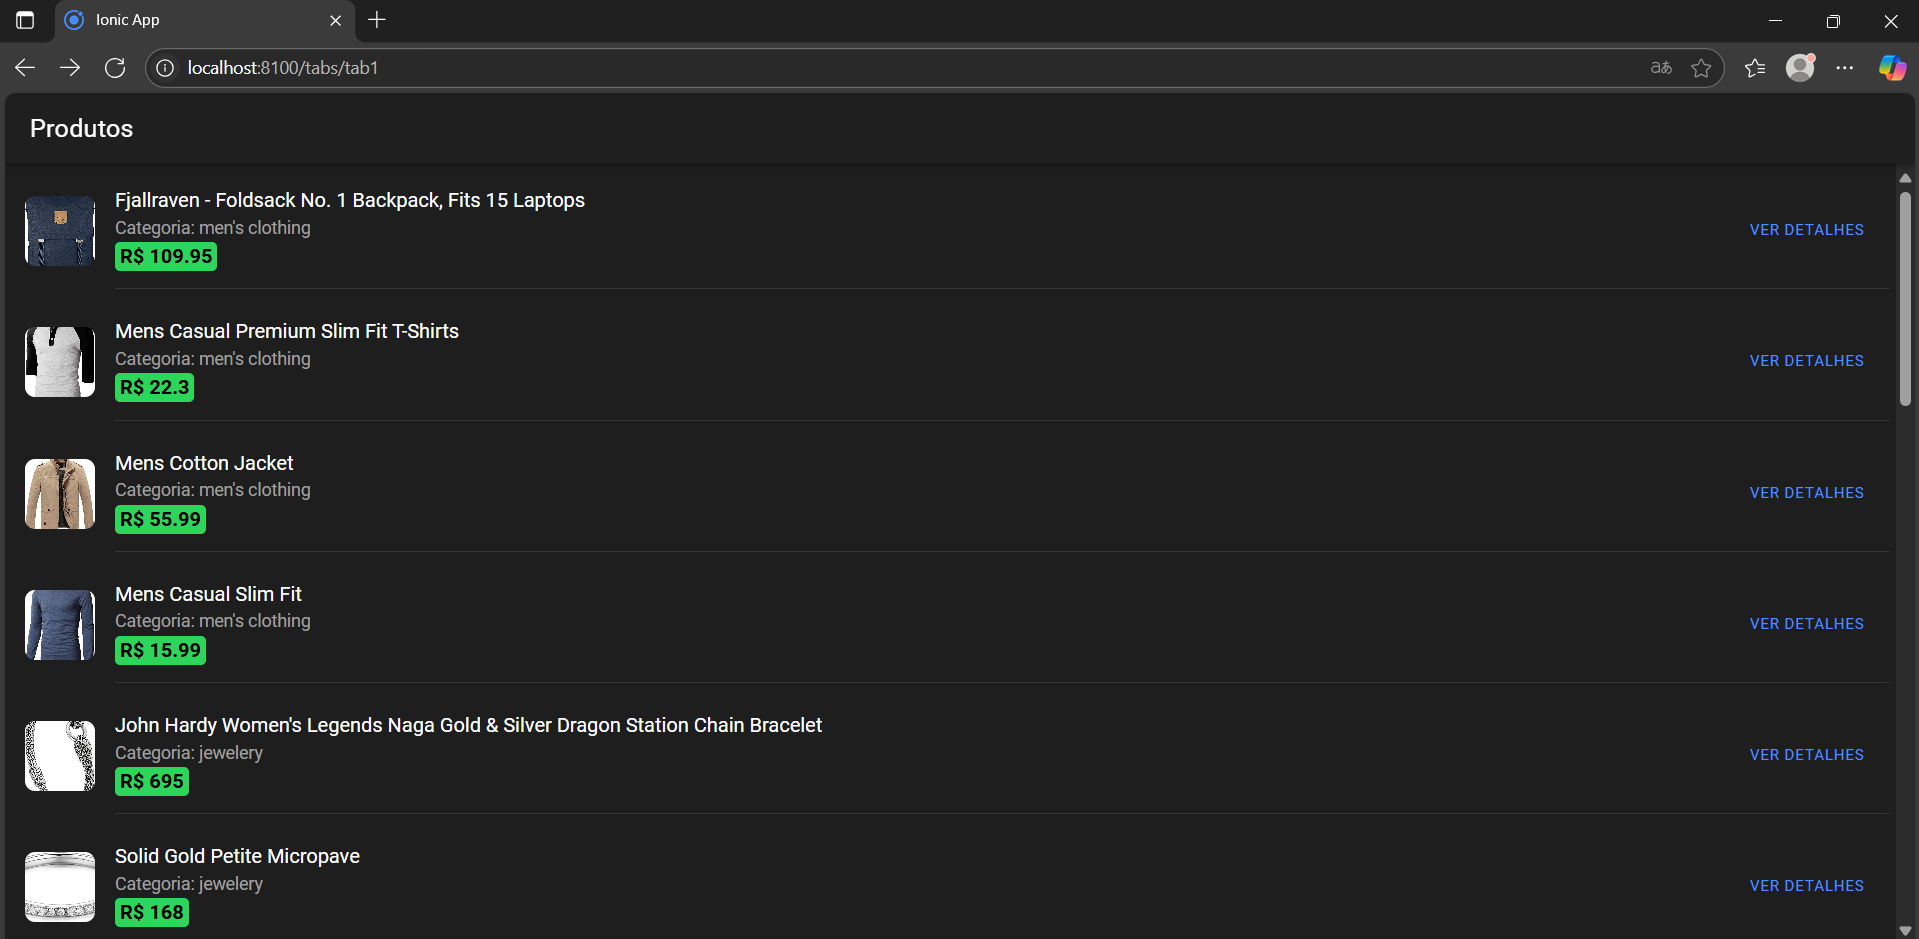 Ionic App
localhost:8100/tabs/tab1
aあ
Produtos
Fjallraven - Foldsack No. 1 Backpack, Fits 15 Laptops
Categoria: men's clothing
R$ 109.95
VER DETALHES
Mens Casual Premium Slim Fit T-Shirts
Categoria: men's clothing
R$ 22.3
VER DETALHES
Mens Cotton Jacket
Categoria: men's clothing
R$ 55.99
VER DETALHES
Mens Casual Slim Fit
Categoria: men's clothing
R$ 15.99
VER DETALHES
John Hardy Women's Legends Naga Gold & Silver Dragon Station Chain Bracelet
Categoria: jewelery
R$ 695
VER DETALHES
Solid Gold Petite Micropave
Categoria: jewelery
R$ 168
VER DETALHES